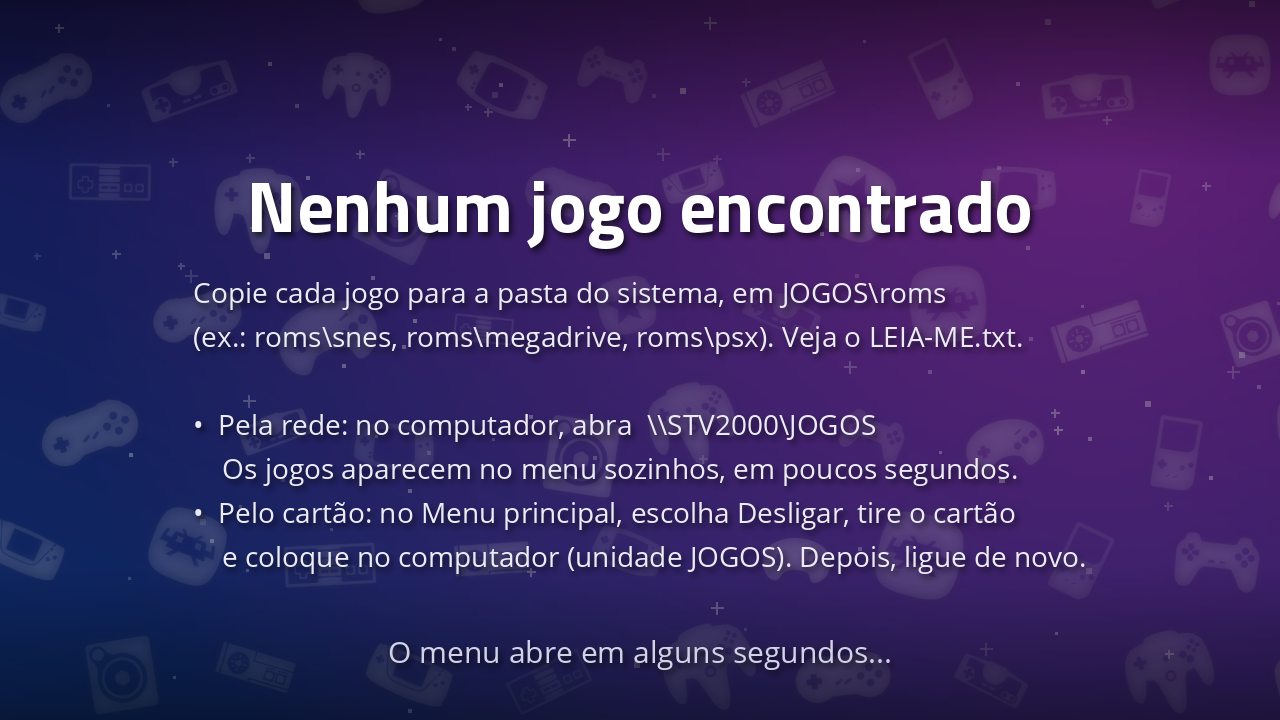 Nenhum jogo encontrado
Copie cada jogo para a pasta do sistema, em JOGOS\roms
(ex.: roms\snes, roms\megadrive, roms\psx). Veja o LEIA-ME.txt.
• Pela rede: no computador, abra \\STV2000\JOGOS
Os jogos aparecem no menu sozinhos, em poucos segundos.
• Pelo cartão: no Menu principal, escolha Desligar, tire o cartão
e coloque no computador (unidade JOGOS). Depois, ligue de novo.
O menu abre em alguns segundos...